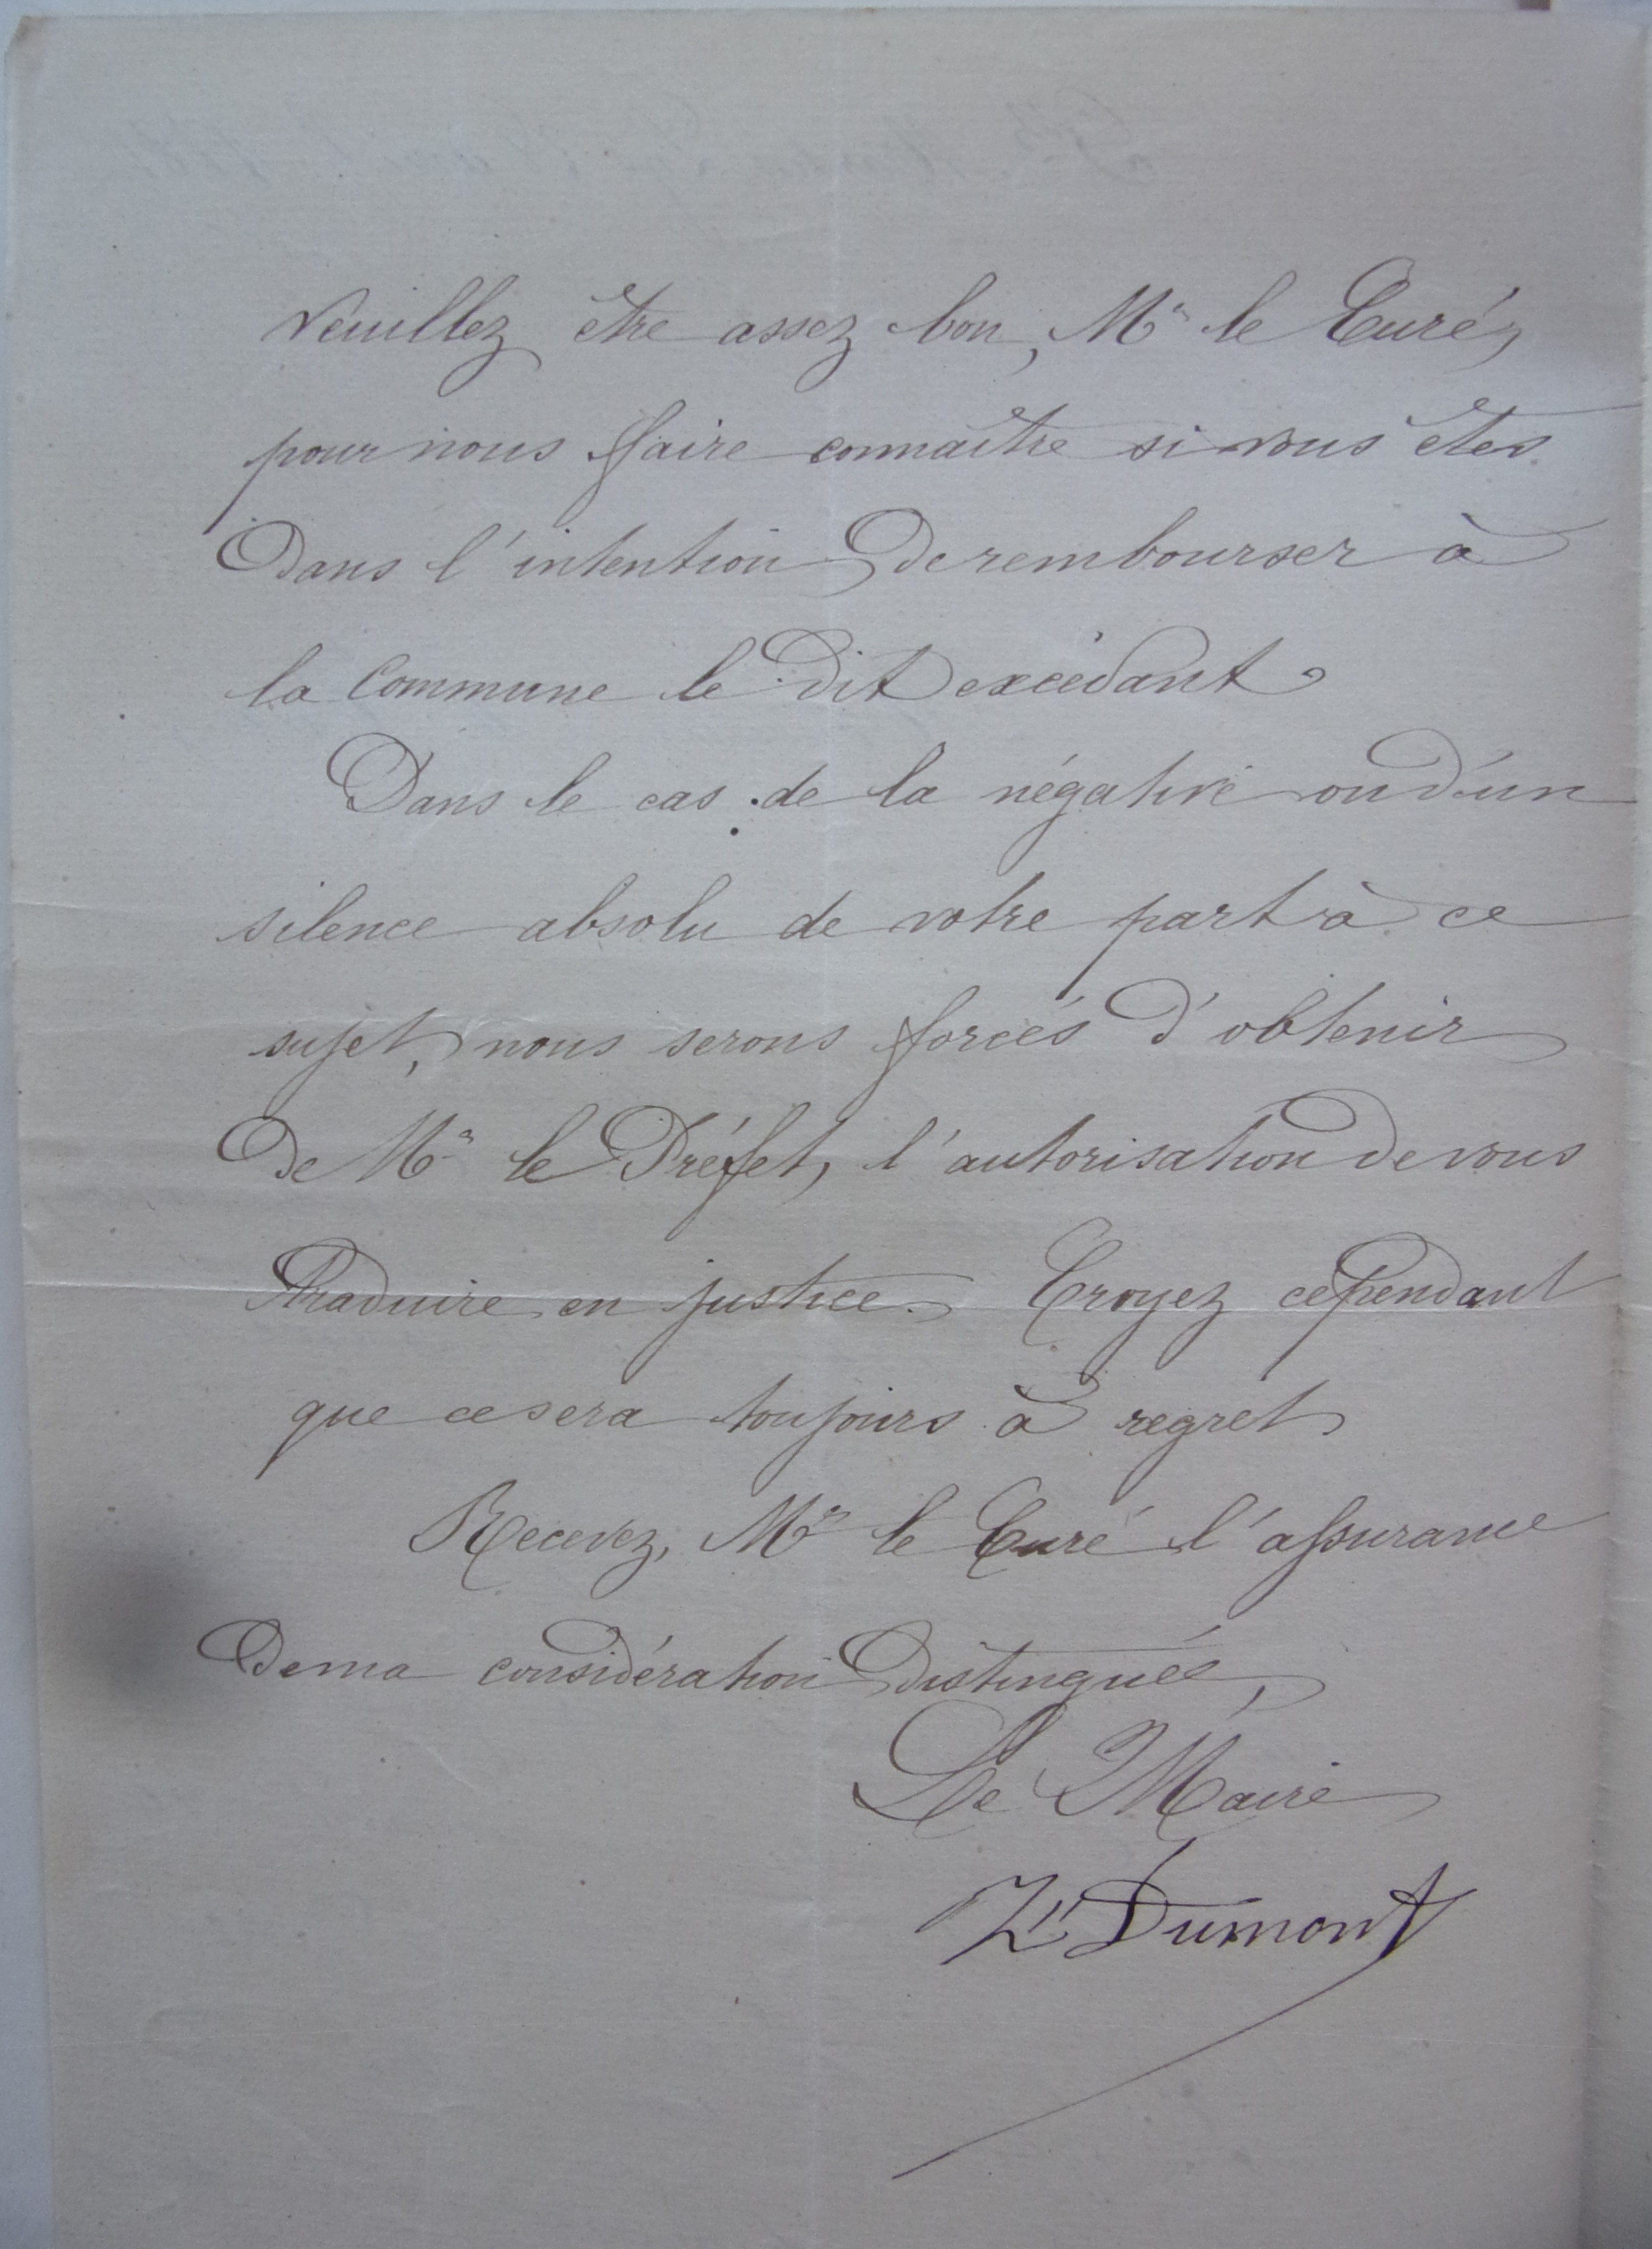 Veuillez être assez bon, Mr le Curé,
pour nous faire connaître si vous êtes
Dans l'intention De rembourser à
la Commune le Dit excédant.
Dans le cas de la négative ou d'un
silence absolu de votre part à ce
sujet, nous serons forcés d'obtenir
De Mr le Préfet, l'autorisation De vous
Traduire en justice. Croyez cependant
que ce sera toujours à regret
Recevez, Mr le Curé l'assurance
De ma considération Distinguée,
Le Maire
Dumont